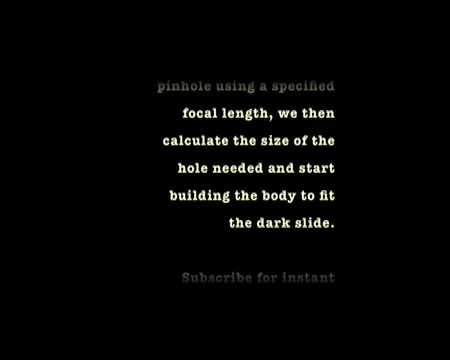 pinhole using a specified
focal length, we then
calculate the size of the
hole needed and start
building the body to fit
the dark slide.
Subscribe for instant